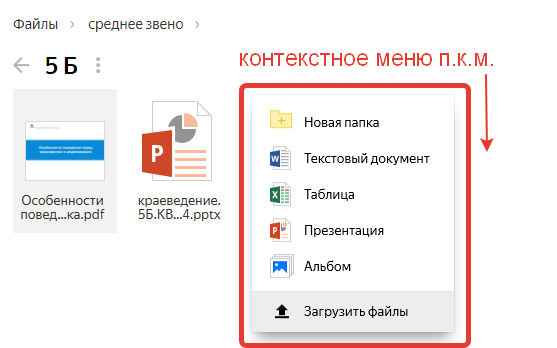 Файлы › среднее звено ›
← 5 Б
контекстное меню п.к.м.
Особенности
повед...ка.pdf
P
краеведение.
5Б.КВ...4.pptx
Новая папка
W Текстовый документ
X Таблица
P Презентация
Альбом
Загрузить файлы